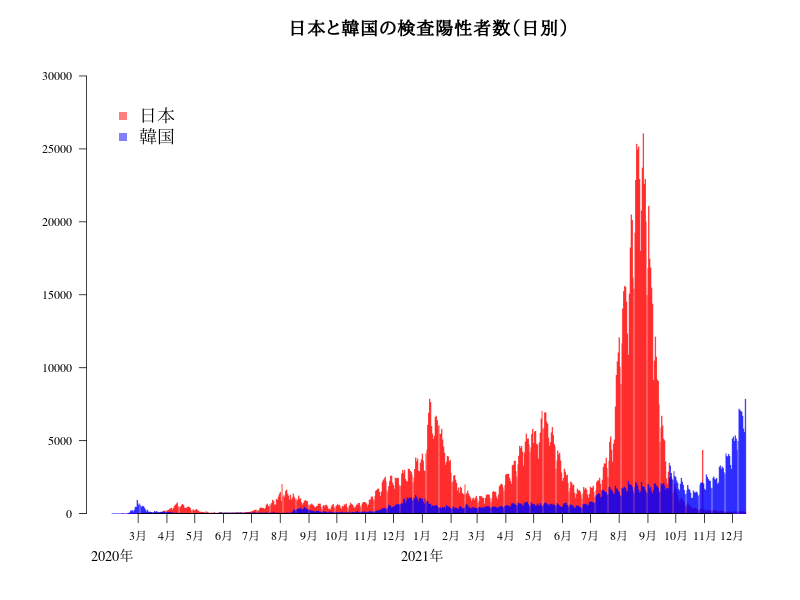 日本と韓国の検査陽性者数（日別）
30000
日本
韓国
25000
20000
15000
10000
5000
0
3月 4月 5月 6月 7月 8月 9月 10月 11月 12月 1月 2月 3月 4月 5月 6月 7月 8月 9月 10月 11月 12月
2020年 2021年